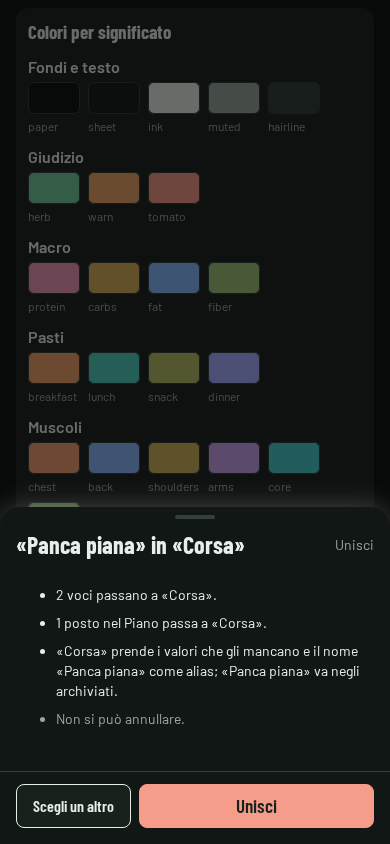 Colori per significato
Fondi e testo
paper sheet ink muted hairline
Giudizio
herb warn tomato
Macro
protein carbs fat fiber
Pasti
breakfast lunch snack dinner
Muscoli
chest back shoulders arms core
«Panca piana» in «Corsa» Unisci
• 2 voci passano a «Corsa».
• 1 posto nel Piano passa a «Corsa».
• «Corsa» prende i valori che gli mancano e il nome
«Panca piana» come alias; «Panca piana» va negli
archiviati.
• Non si può annullare.
Scegli un altro Unisci